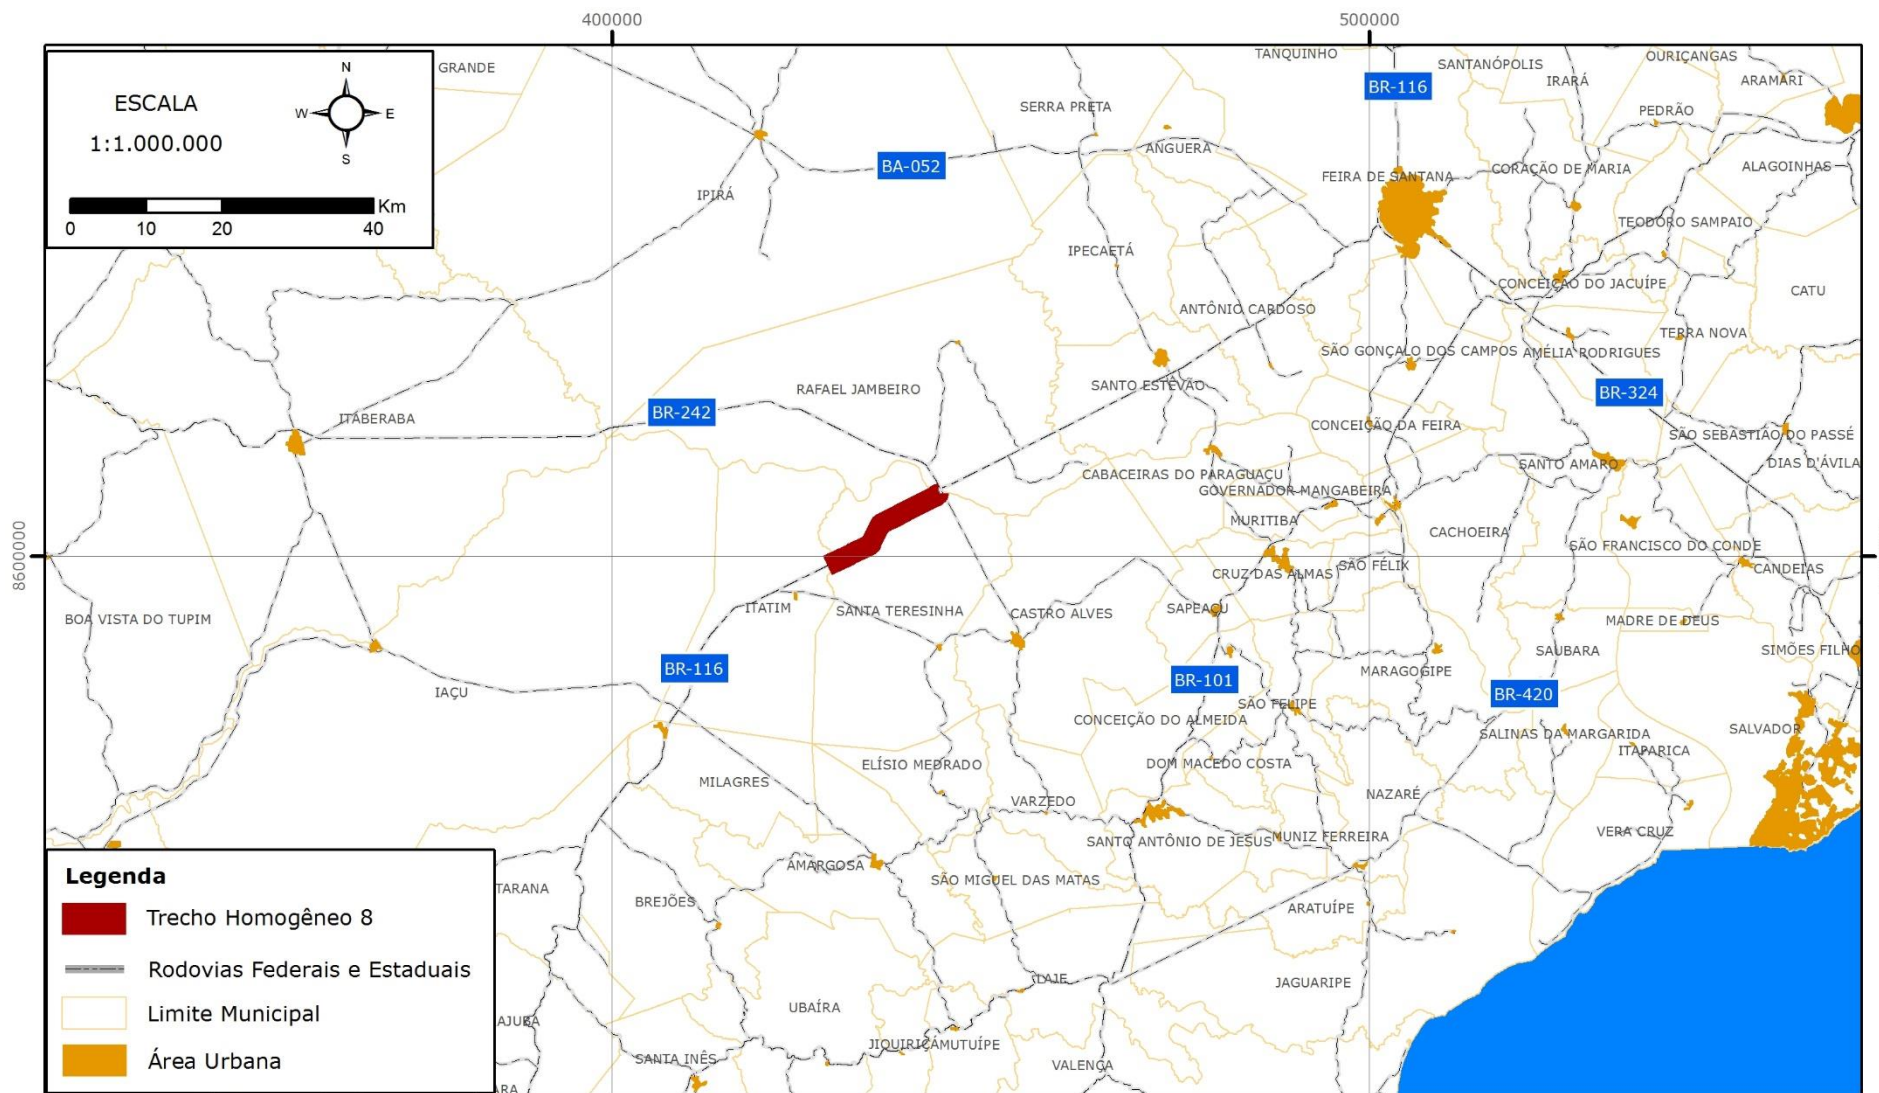 400000
500000
ESCALA
1:1.000.000
N
W
E
S
Km
0
10
20
40
GRANDE
TANQUINHO
BR-116
SANTANÓPOLIS
IRARÁ
OURIÇANGAS
ARAMARI
SERRA PRETA
PEDRÃO
ANGUERA
BA-052
FEIRA DE SANTANA
CORAÇÃO DE MARIA
ALAGOINHAS
IPIRÁ
TEODORO SAMPAIO
IPECAETÁ
CONCEIÇÃO DO JACUÍPE
CATU
ANTÔNIO CARDOSO
TERRA NOVA
SÃO GONÇALO DOS CAMPOS
AMÉLIA RODRIGUES
RAFAEL JAMBEIRO
SANTO ESTÊVÃO
BR-324
BR-242
ITABERABA
CONCEIÇÃO DA FEIRA
SÃO SEBASTIÃO DO PASSÉ
SANTO AMARO
DIAS D'ÁVILA
CABACEIRAS DO PARAGUAÇU
GOVERNADOR MANGABEIRA
MURITIBA
CACHOEIRA
SÃO FRANCISCO DO CONDE
8600000
CRUZ DAS ALMAS
SÃO FÉLIX
CANDEIAS
BOA VISTA DO TUPIM
ITATIM
SANTA TERESINHA
CASTRO ALVES
SAPEAÇU
MADRE DE DEUS
SAUBARA
SIMÕES FILHO
BR-116
MARAGOGIPE
IAÇU
BR-101
BR-420
SÃO FELIPE
CONCEIÇÃO DO ALMEIDA
SALINAS DA MARGARIDA
SALVADOR
ITAPARICA
ELÍSIO MEDRADO
DOM MACEDO COSTA
MILAGRES
VARZEDO
NAZARÉ
VERA CRUZ
SANTO ANTÔNIO DE JESUS
MUNIZ FERREIRA
AMARGOSA
SÃO MIGUEL DAS MATAS
TARANA
BREJÕES
ARATUÍPE
LAJE
JAGUARIPE
UBAÍRA
AJUBA
JIQUIRIÇÁ
MUTUÍPE
SANTA INÊS
VALENÇA
ARA
Legenda
Trecho Homogêneo 8
Rodovias Federais e Estaduais
Limite Municipal
Área Urbana